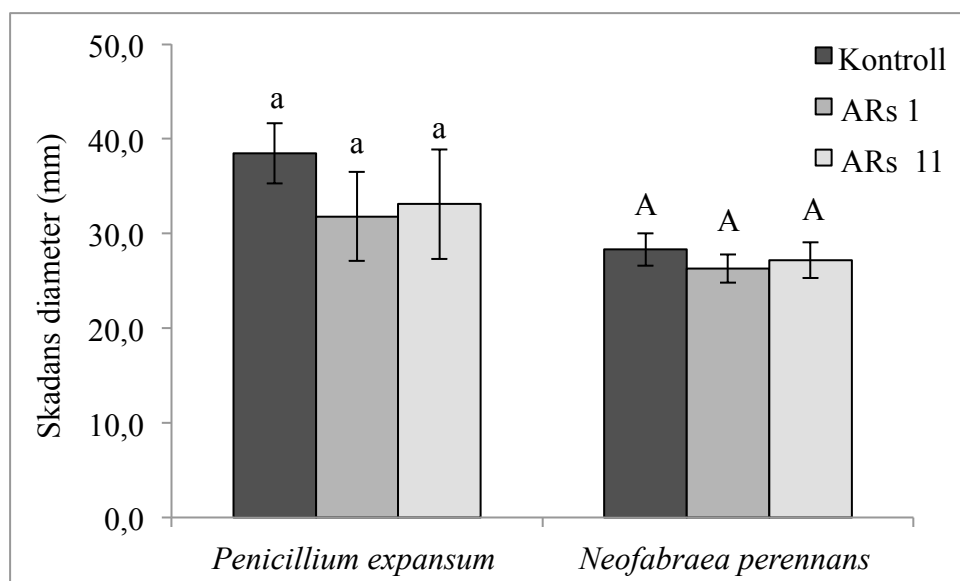 50,0
40,0
30,0
20,0
10,0
0,0
Skadans diameter (mm)
a
a
a
A
A
A
Kontroll
ARs 1
ARs 11
Penicillium expansum
Neofabraea perennans